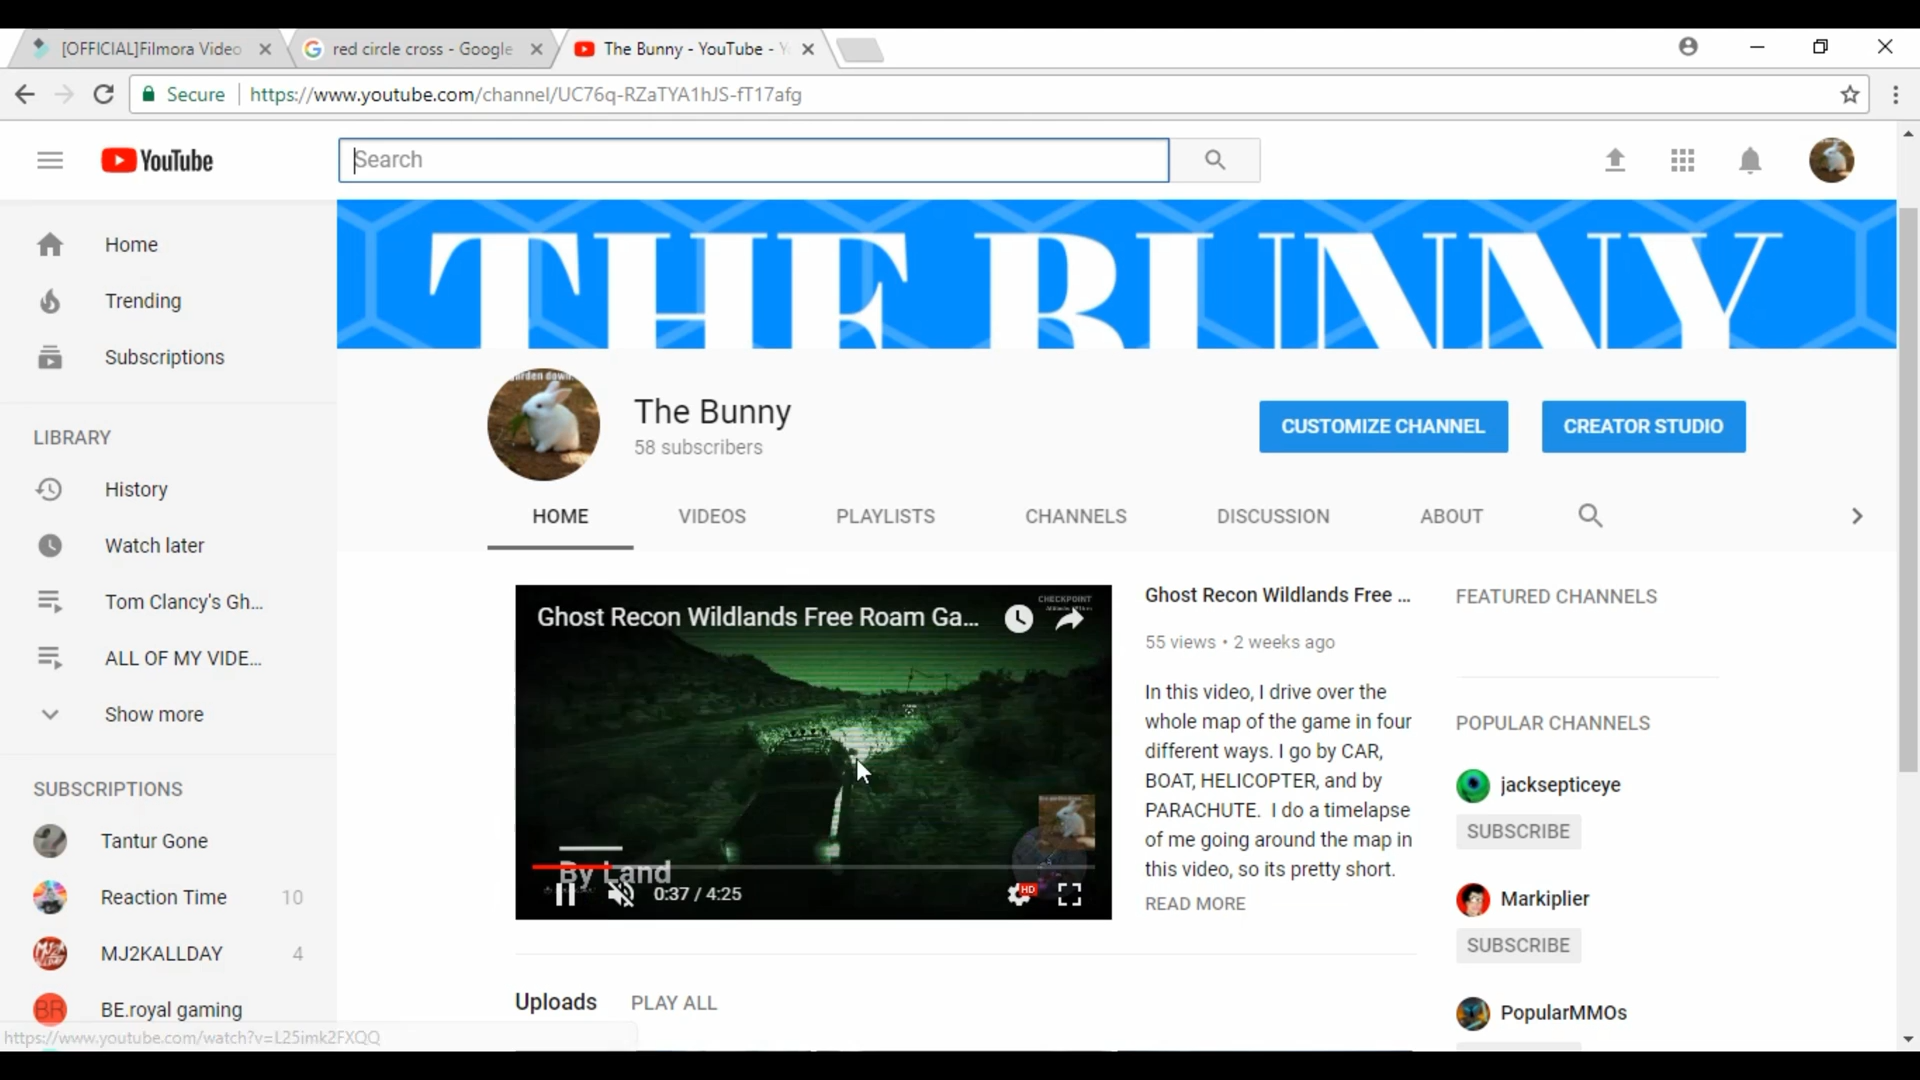 [OFFICIAL]Filmora Video
red circle cross - Google
The Bunny - YouTube - Y
Secure
https://www.youtube.com/channel/UC76q-RZaTYA1hJS-fT17afg
YouTube
Search
Home
Trending
Subscriptions
LIBRARY
History
Watch later
Tom Clancy's Gh...
ALL OF MY VIDE...
Show more
SUBSCRIPTIONS
Tantur Gone
Reaction Time 10
MJ2KALLDAY 4
BR
BE.royal gaming
https://www.youtube.com/watch?v=L25imk2FXQQ
THE BUNNY
The Bunny
58 subscribers
CUSTOMIZE CHANNEL
CREATOR STUDIO
HOME
VIDEOS
PLAYLISTS
CHANNELS
DISCUSSION
ABOUT
Ghost Recon Wildlands Free Roam Ga...
CHECKPOINT
By Land
0:37 / 4:25
HD
Ghost Recon Wildlands Free ...
55 views • 2 weeks ago
In this video, I drive over the
whole map of the game in four
different ways. I go by CAR,
BOAT, HELICOPTER, and by
PARACHUTE. I do a timelapse
of me going around the map in
this video, so its pretty short.
READ MORE
Uploads
PLAY ALL
FEATURED CHANNELS
POPULAR CHANNELS
jacksepticeye
SUBSCRIBE
Markiplier
SUBSCRIBE
PopularMMOs